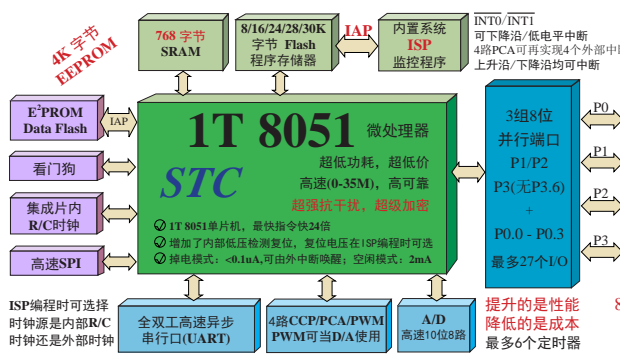 4K 字节
EEPROM
768 字节
SRAM
8/16/24/28/30K
字节 Flash
程序存储器
IAP
内置系统
ISP
监控程序
INT0/INT1
可下降沿/低电平中断
4路PCA可再实现4个外部中
上升沿/下降沿均可中断
E²PROM
Data Flash
IAP
看门狗
集成片内
R/C时钟
高速SPI
1T 8051 微处理器
STC
超低功耗，超低价
高速(0-35M)，高可靠
超强抗干扰，超级加密
1T 8051单片机，最快指令快24倍
增加了内部低压检测复位，复位电压在ISP编程时可选
掉电模式：<0.1uA,可由外中断唤醒；空闲模式：2mA
3组8位
并行端口
P1/P2
P3(无P3.6)
+
P0.0 - P0.3
最多27个I/O
P0
P1
P2
P3
ISP编程时可选择
时钟源是内部R/C
时钟还是外部时钟
全双工高速异步
串行口(UART)
4路CCP/PCA/PWM
PWM可当D/A使用
A/D
高速10位8路
提升的是性能
降低的是成本
最多6个定时器
8